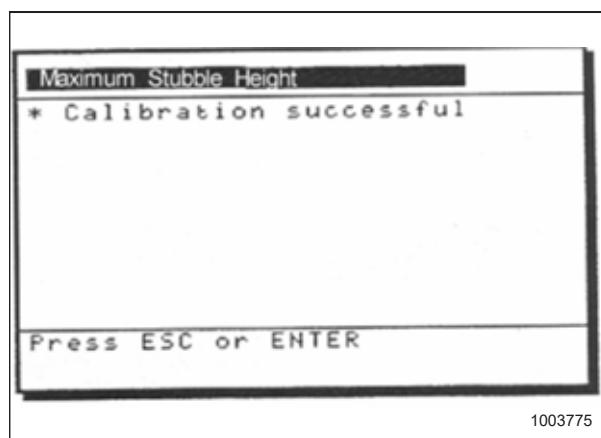 Maximum Stubble Height
* Calibration successful
Press ESC or ENTER
1003775